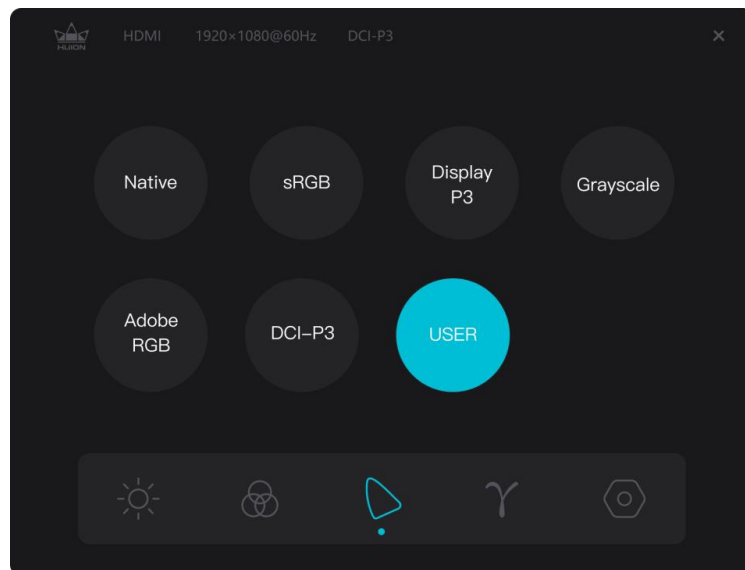 HUION
HDMI 1920×1080@60Hz DCI-P3 ×
Native sRGB Display P3 Grayscale
Adobe RGB DCI-P3 USER
γ